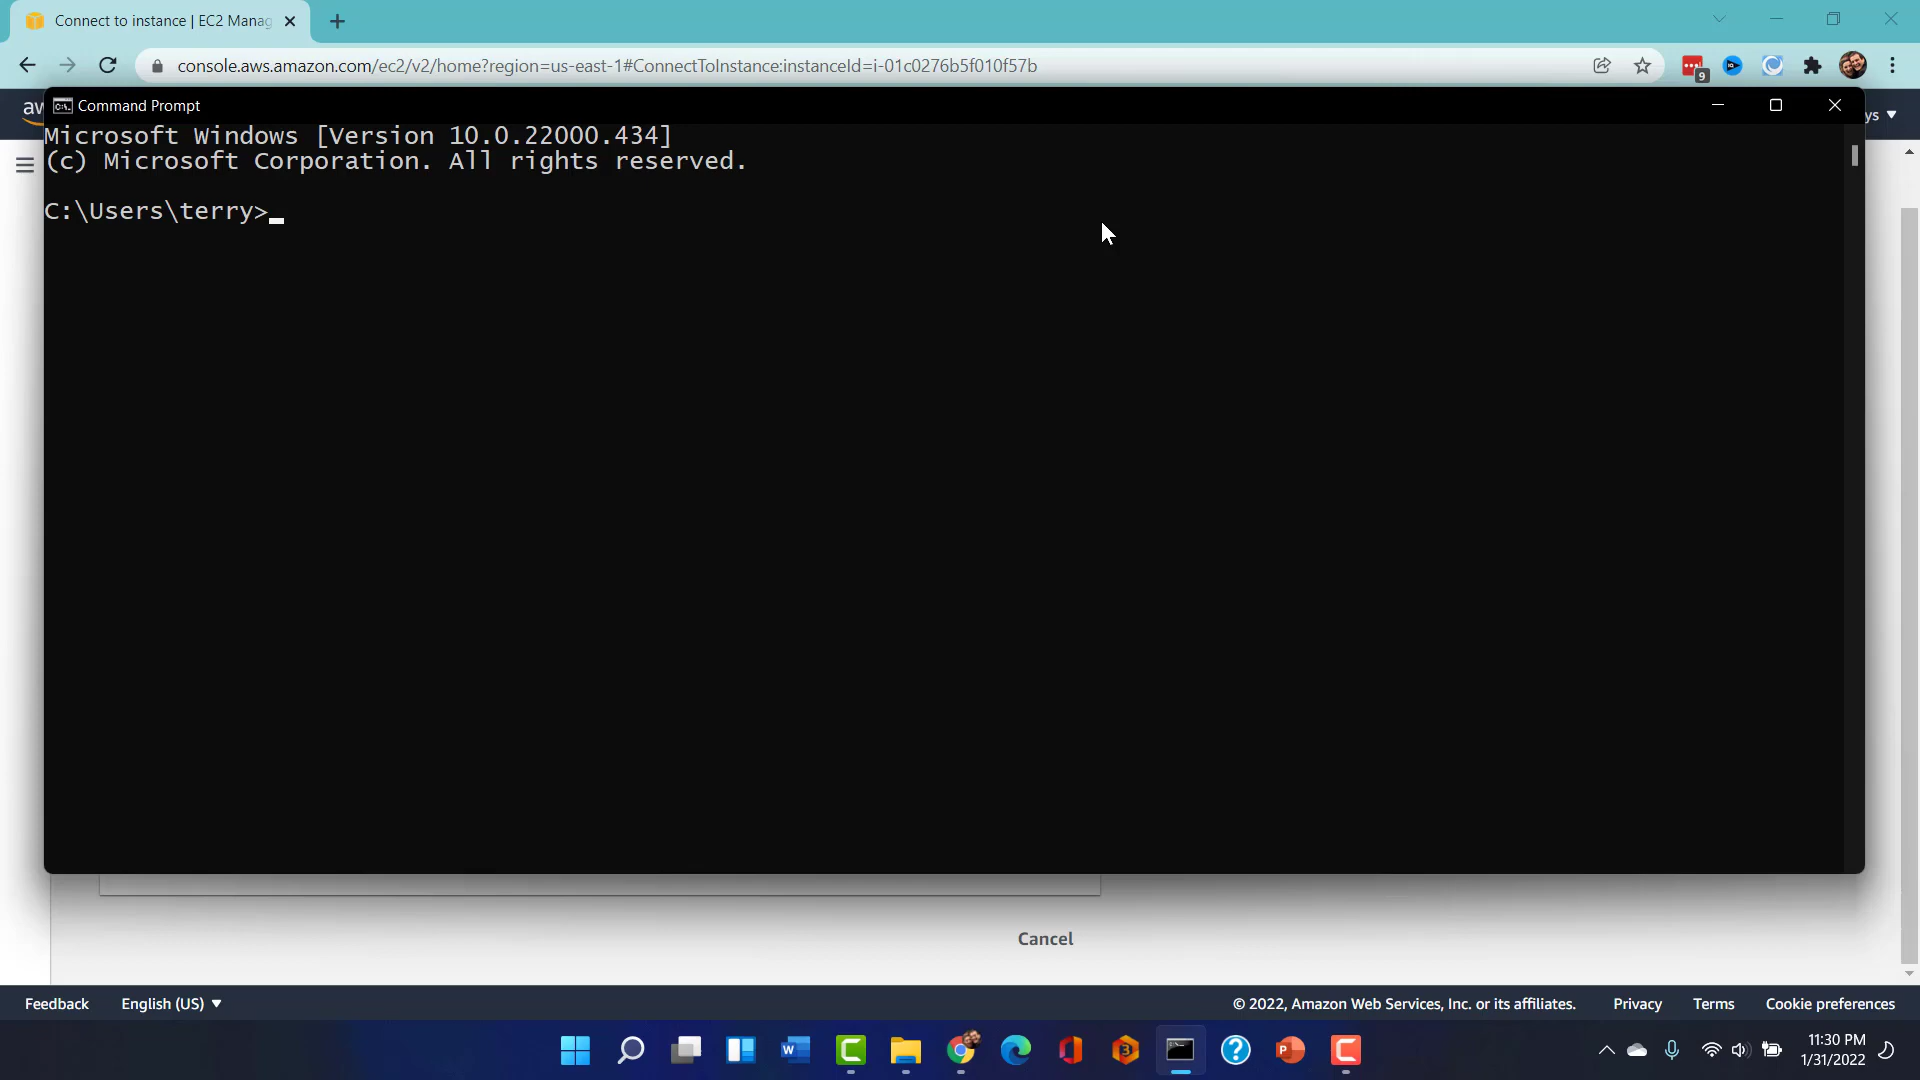 Connect to instance | EC2 Manag
console.aws.amazon.com/ec2/v2/home?region=us-east-1#ConnectToInstance:instanceId=i-01c0276b5f010f57b
9
aw
Command Prompt
ys
Microsoft Windows [Version 10.0.22000.434]
(c) Microsoft Corporation. All rights reserved.
C:\Users\terry>
Cancel
Feedback
English (US)
© 2022, Amazon Web Services, Inc. or its affiliates.
Privacy
Terms
Cookie preferences
11:30 PM
1/31/2022